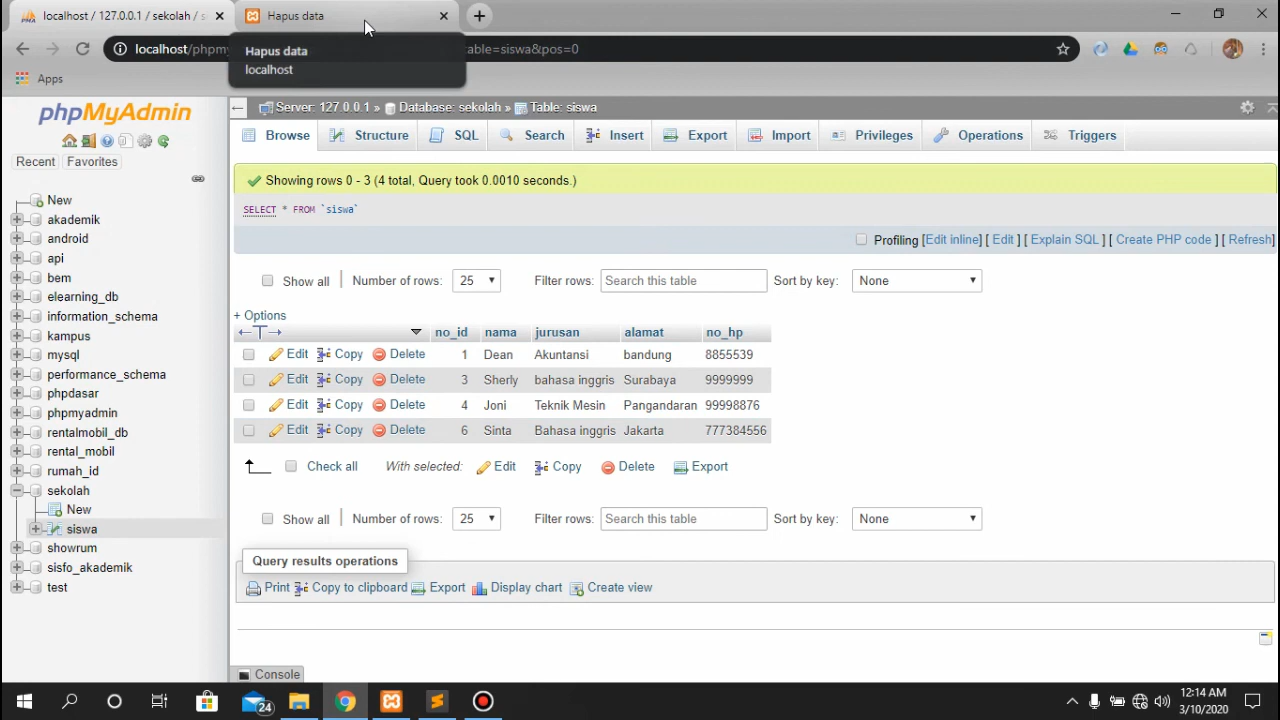 localhost / 127.0.0.1 / sekolah / s
Hapus data
localhost/phpmy
table=siswa&pos=0
Hapus data
localhost
Apps
phpMyAdmin
Recent
Favorites
New
akademik
android
api
bem
elearning_db
information_schema
kampus
mysql
performance_schema
phpdasar
phpmyadmin
rentalmobil_db
rental_mobil
rumah_id
sekolah
New
siswa
showrum
sisfo_akademik
test
Server: 127.0.0.1 » Database: sekolah » Table: siswa
Browse Structure SQL Search Insert Export Import Privileges Operations Triggers
Showing rows 0 - 3 (4 total, Query took 0.0010 seconds.)
SELECT * FROM `siswa`
Profiling [Edit inline] [ Edit ] [ Explain SQL ] [ Create PHP code ] [ Refresh]
Show all Number of rows: 25 Filter rows: Search this table Sort by key: None
+ Options
←T→ no_id nama jurusan alamat no_hp
Edit Copy Delete 1 Dean Akuntansi bandung 8855539
Edit Copy Delete 3 Sherly bahasa inggris Surabaya 9999999
Edit Copy Delete 4 Joni Teknik Mesin Pangandaran 99998876
Edit Copy Delete 6 Sinta Bahasa inggris Jakarta 777384556
Check all With selected: Edit Copy Delete Export
Show all Number of rows: 25 Filter rows: Search this table Sort by key: None
Query results operations
Print Copy to clipboard Export Display chart Create view
Console
24
12:14 AM
3/10/2020